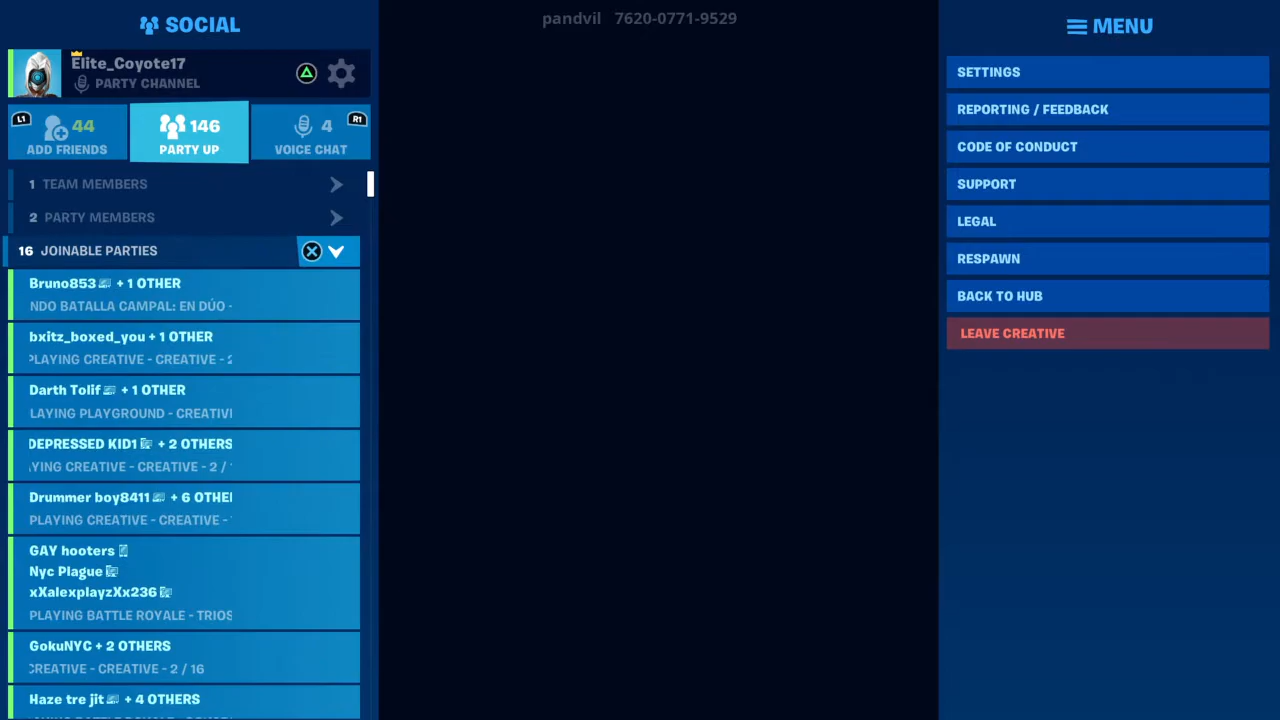 SOCIAL
Elite_Coyote17
PARTY CHANNEL
L1
44
ADD FRIENDS
146
PARTY UP
4
VOICE CHAT
R1
1 TEAM MEMBERS
2 PARTY MEMBERS
16 JOINABLE PARTIES
Bruno853 + 1 OTHER
NDO BATALLA CAMPAL: EN DÚO -
bxitz_boxed_you + 1 OTHER
PLAYING CREATIVE - CREATIVE - 2
Darth Tolif + 1 OTHER
LAYING PLAYGROUND - CREATIVI
DEPRESSED KID1 + 2 OTHERS
YING CREATIVE - CREATIVE - 2 /
Drummer boy8411 + 6 OTHE
PLAYING CREATIVE - CREATIVE -
GAY hooters
Nyc Plague
xXalexplayzXx236
PLAYING BATTLE ROYALE - TRIOS
GokuNYC + 2 OTHERS
CREATIVE - CREATIVE - 2 / 16
Haze tre jit + 4 OTHERS
pandvil 7620-0771-9529
MENU
SETTINGS
REPORTING / FEEDBACK
CODE OF CONDUCT
SUPPORT
LEGAL
RESPAWN
BACK TO HUB
LEAVE CREATIVE